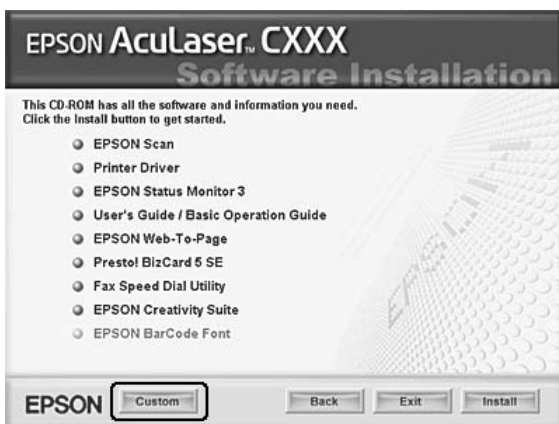 EPSON AcuLaser™ CXXX
Software Installation
This CD-ROM has all the software and information you need.
Click the Install button to get started.
EPSON Scan
Printer Driver
EPSON Status Monitor 3
User's Guide / Basic Operation Guide
EPSON Web-To-Page
Presto! BizCard 5 SE
Fax Speed Dial Utility
EPSON Creativity Suite
EPSON BarCode Font
EPSON
EPSON Custom Back Exit Install